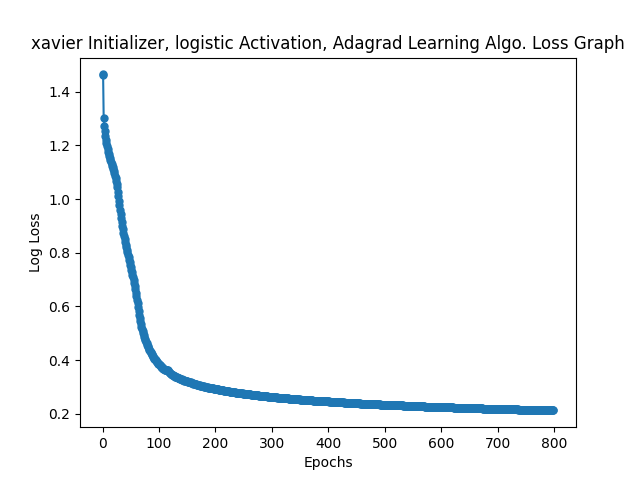 xavier Initializer, logistic Activation, Adagrad Learning Algo. Loss Graph
1.4
1.2
1.0
0.8
0.6
0.4
0.2
Log Loss
0 100 200 300 400 500 600 700 800
Epochs